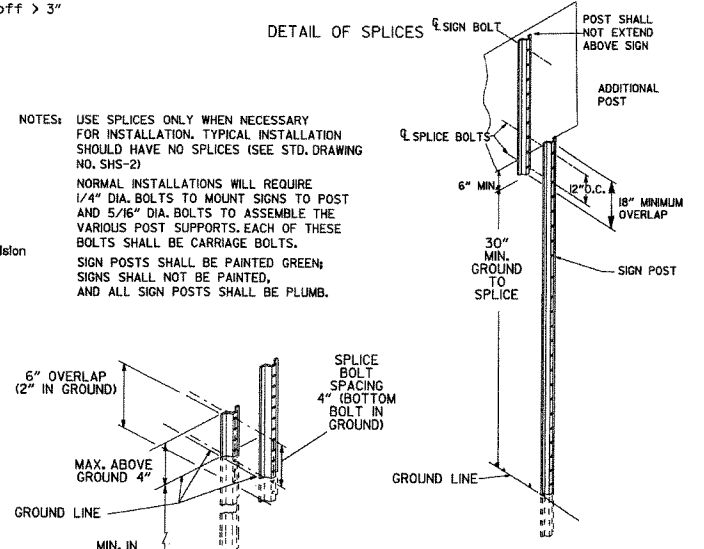 off > 3"
DETAIL OF SPLICES
℄ SIGN BOLT
POST SHALL
NOT EXTEND
ABOVE SIGN
ADDITIONAL
POST
NOTES: USE SPLICES ONLY WHEN NECESSARY
FOR INSTALLATION. TYPICAL INSTALLATION
SHOULD HAVE NO SPLICES (SEE STD. DRAWING
NO. SHS-2)
NORMAL INSTALLATIONS WILL REQUIRE
1/4" DIA. BOLTS TO MOUNT SIGNS TO POST
AND 5/16" DIA. BOLTS TO ASSEMBLE THE
VARIOUS POST SUPPORTS. EACH OF THESE
BOLTS SHALL BE CARRIAGE BOLTS.
SIGN POSTS SHALL BE PAINTED GREEN;
SIGNS SHALL NOT BE PAINTED,
AND ALL SIGN POSTS SHALL BE PLUMB.
℄ SPLICE BOLTS
6" MIN.
12" O.C.
18" MINIMUM
OVERLAP
30"
MIN.
GROUND
TO
SPLICE
SIGN POST
GROUND LINE
6" OVERLAP
(2" IN GROUND)
SPLICE
BOLT
SPACING
4" (BOTTOM
BOLT IN
GROUND)
MAX. ABOVE
GROUND 4"
GROUND LINE
MIN. IN